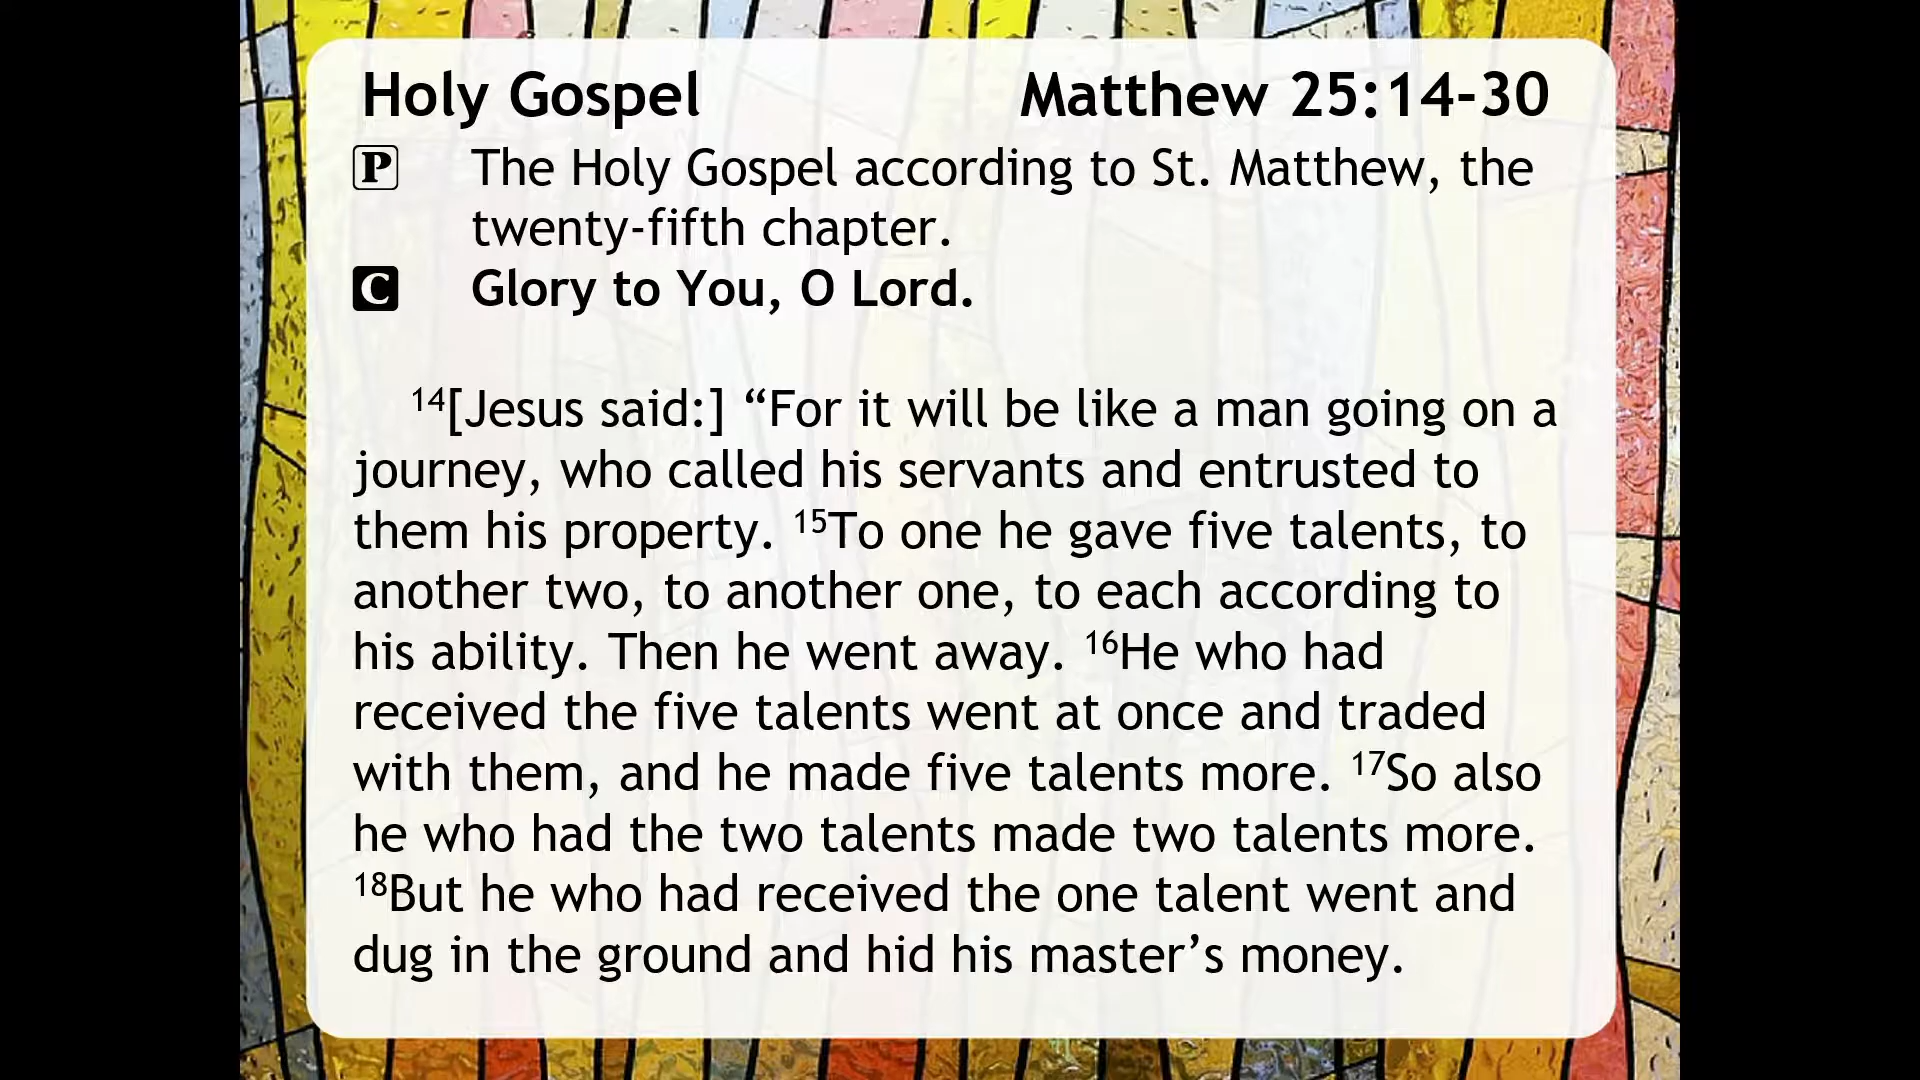 Holy Gospel Matthew 25:14-30
P The Holy Gospel according to St. Matthew, the
twenty-fifth chapter.
C Glory to You, O Lord.
14[Jesus said:] “For it will be like a man going on a
journey, who called his servants and entrusted to
them his property. 15To one he gave five talents, to
another two, to another one, to each according to
his ability. Then he went away. 16He who had
received the five talents went at once and traded
with them, and he made five talents more. 17So also
he who had the two talents made two talents more.
18But he who had received the one talent went and
dug in the ground and hid his master’s money.